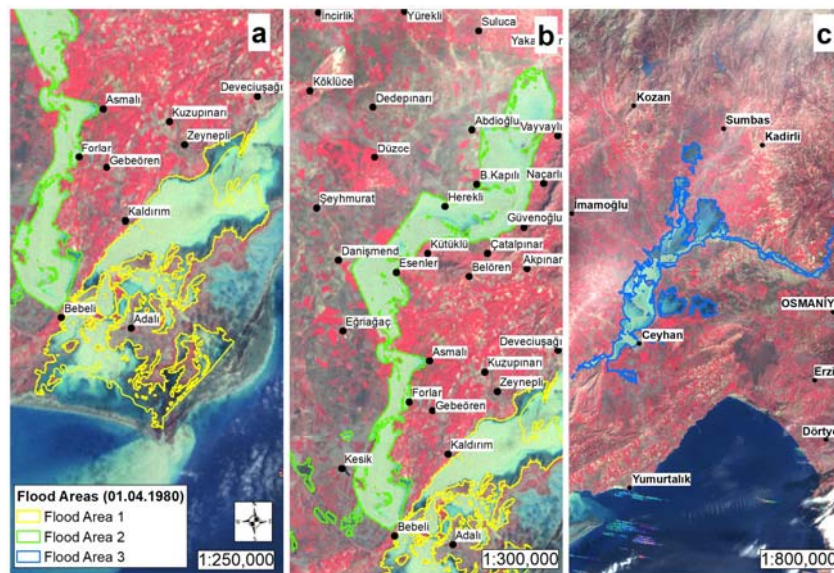 a
Deveciuşağı
Asmalı
Kuzupınarı
Zeynepli
Forlar
Gebeören
Kaldırım
Bebeli
Adalı
Flood Areas (01.04.1980)
Flood Area 1
Flood Area 2
Flood Area 3
1:250,000
b
İncirlik
Yürekli
Suluca
Köklüce
Dedepınarı
Abdioğlu
Vayvaylı
Düzce
B.Kapılı
Naçarlı
Şeyhmurat
Herekli
Güvenoğlu
Danişmend
Kütüklü
Çatalpınar
Esenler
Belören
Akpınar
Eğriağaç
Deveciuşağı
Asmalı
Kuzupınarı
Zeynepli
Forlar
Gebeören
Kaldırım
Kesik
Bebeli
Adalı
1:300,000
c
Kozan
Sumbas
Kadirli
İmamoğlu
OSMANİY
Ceyhan
Erzi
Dörtyo
Yumurtalık
1:800,000